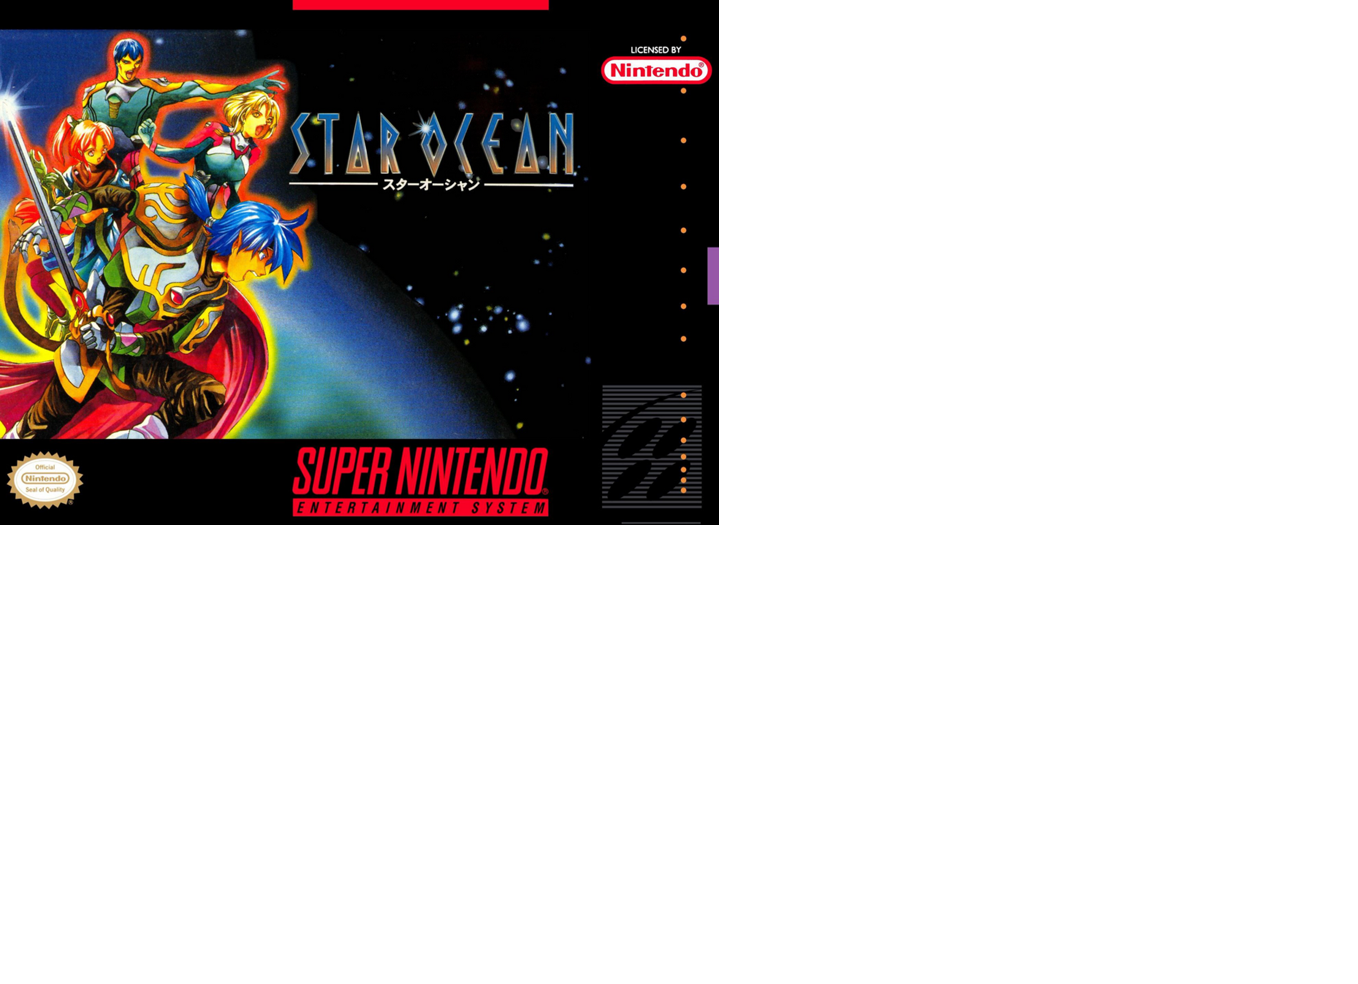 LICENSED BY
Nintendo®
STAR OCEAN
スターオーシャン
Official
Nintendo
Seal of Quality
SUPER NINTENDO
ENTERTAINMENT SYSTEM